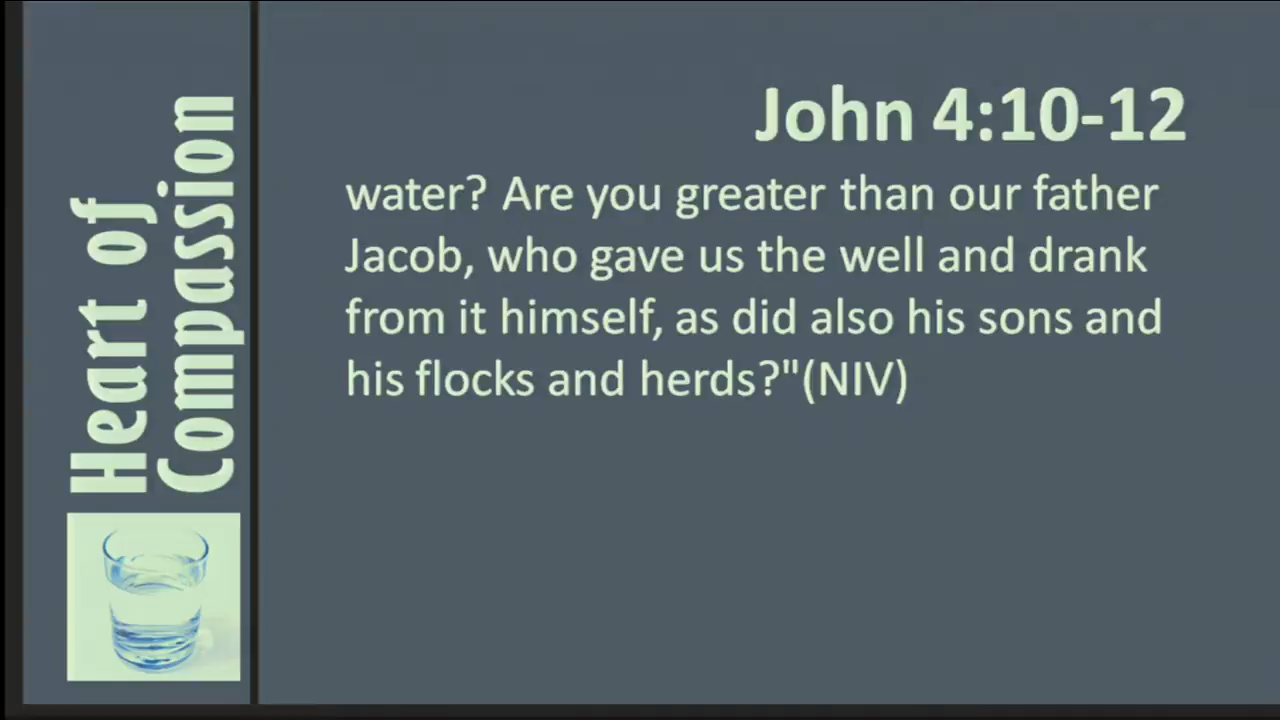 Heart of
Compassion
John 4:10-12
water? Are you greater than our father
Jacob, who gave us the well and drank
from it himself, as did also his sons and
his flocks and herds?"(NIV)